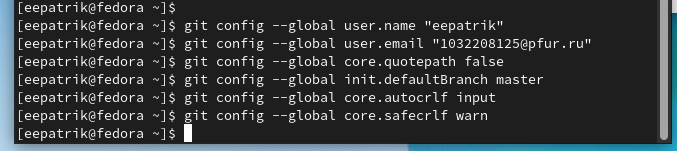 [eepatrik@fedora ~]$
[eepatrik@fedora ~]$ git config --global user.name "eepatrik"
[eepatrik@fedora ~]$ git config --global user.email "1032208125@pfur.ru"
[eepatrik@fedora ~]$ git config --global core.quotepath false
[eepatrik@fedora ~]$ git config --global init.defaultBranch master
[eepatrik@fedora ~]$ git config --global core.autocrlf input
[eepatrik@fedora ~]$ git config --global core.safecrlf warn
[eepatrik@fedora ~]$